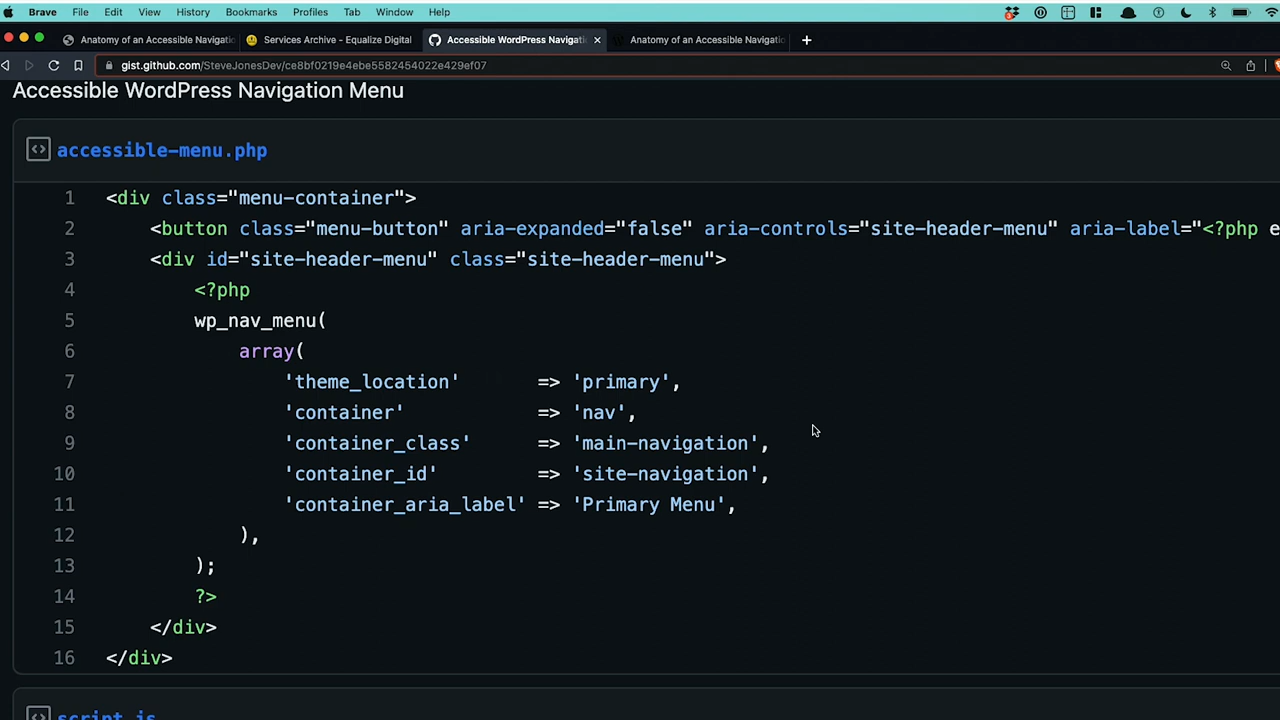 Brave File Edit View History Bookmarks Profiles Tab Window Help
Anatomy of an Accessible Navigatio Services Archive - Equalize Digital Accessible WordPress Navigati Anatomy of an Accessible Navigatio
gist.github.com/SteveJonesDev/ce8bf0219e4ebe5582454022e429ef07
Accessible WordPress Navigation Menu
accessible-menu.php
1 <div class="menu-container">
2 <button class="menu-button" aria-expanded="false" aria-controls="site-header-menu" aria-label="<?php e
3 <div id="site-header-menu" class="site-header-menu">
4 <?php
5 wp_nav_menu(
6 array(
7 'theme_location' => 'primary',
8 'container' => 'nav',
9 'container_class' => 'main-navigation',
10 'container_id' => 'site-navigation',
11 'container_aria_label' => 'Primary Menu',
12 ),
13 );
14 ?>
15 </div>
16 </div>
script.js